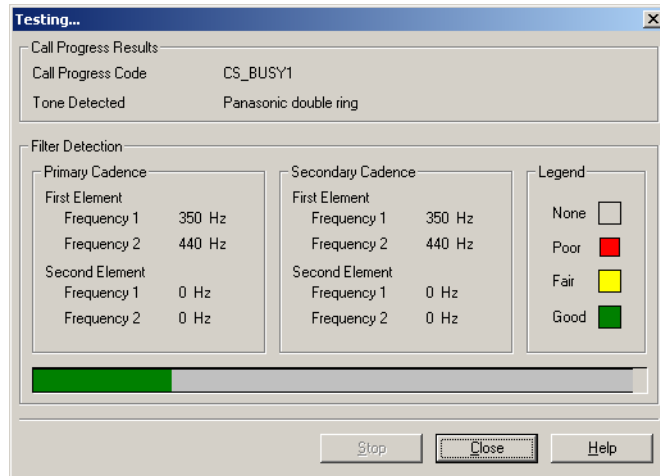 Testing...
Call Progress Results
Call Progress Code CS_BUSY1
Tone Detected Panasonic double ring
Filter Detection
Primary Cadence
First Element
Frequency 1 350 Hz
Frequency 2 440 Hz
Second Element
Frequency 1 0 Hz
Frequency 2 0 Hz
Secondary Cadence
First Element
Frequency 1 350 Hz
Frequency 2 440 Hz
Second Element
Frequency 1 0 Hz
Frequency 2 0 Hz
Legend
None
Poor
Fair
Good
Stop Close Help